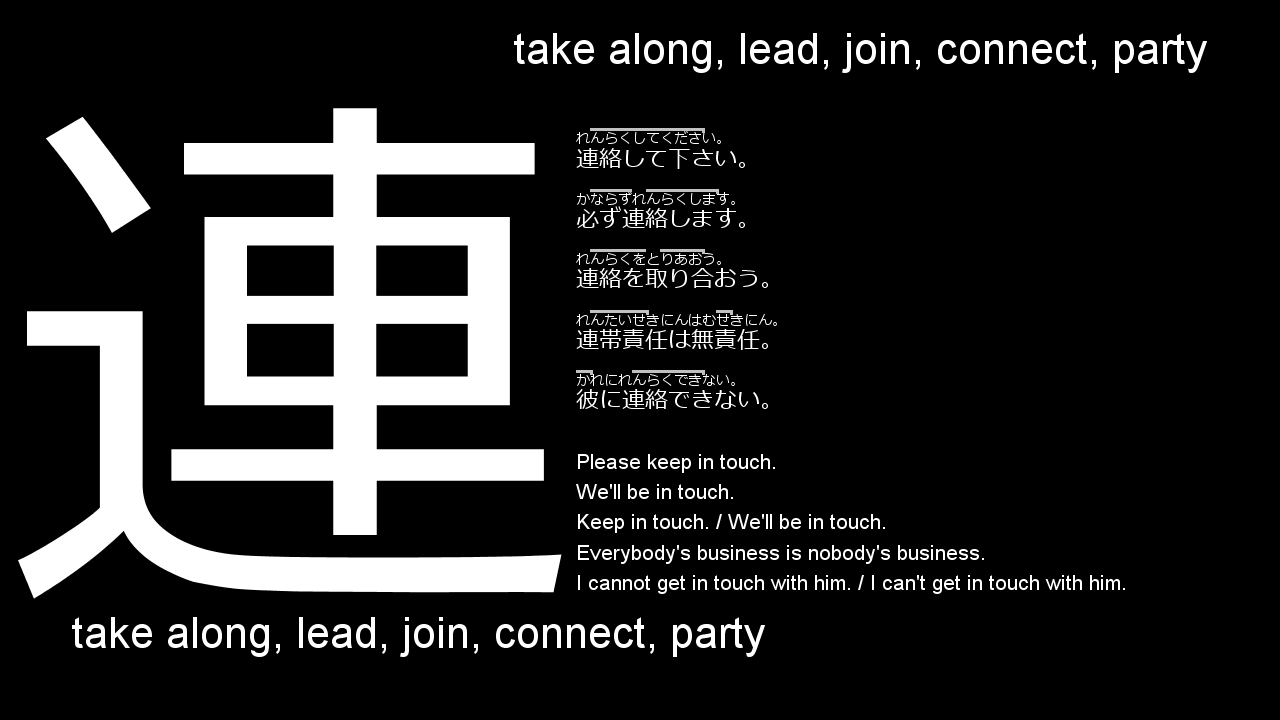 take along, lead, join, connect, party
連
れんらくしてください。
連絡して下さい。
かならずれんらくします。
必ず連絡します。
れんらくをとりあおう。
連絡を取り合おう。
れんたいせきにんはむせきにん。
連帯責任は無責任。
かれにれんらくできない。
彼に連絡できない。
Please keep in touch.
We'll be in touch.
Keep in touch. / We'll be in touch.
Everybody's business is nobody's business.
I cannot get in touch with him. / I can't get in touch with him.
take along, lead, join, connect, party